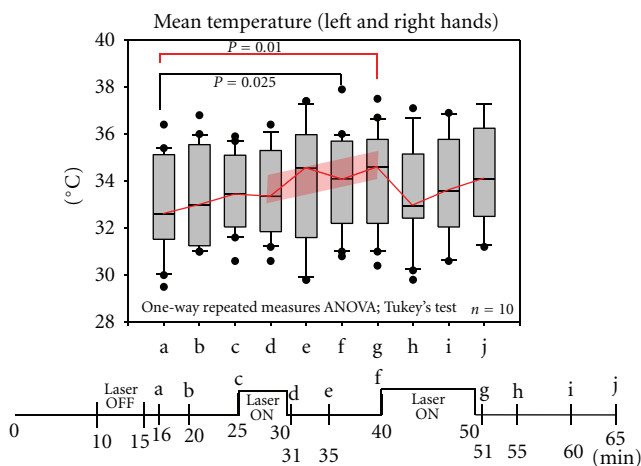 Mean temperature (left and right hands)
40
P = 0.01
38
P = 0.025
36
(°C)
34
32
30
One-way repeated measures ANOVA; Tukey's test n = 10
28
a b c d e f g h i j
Laser OFF
a b c
Laser ON
d e f
Laser ON
g h i j
0 10 15 16 20 25 30 31 35 40 50 51 55 60 65
(min)